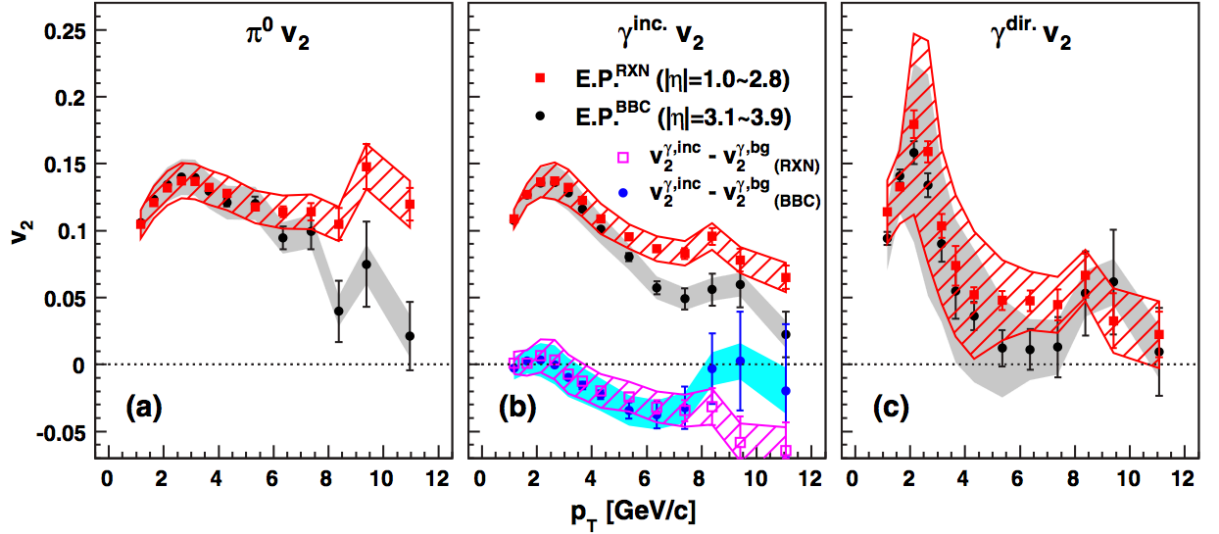 π⁰ v₂
γ^inc. v₂
γ^dir. v₂
E.P.^RXN (|η|=1.0~2.8)
E.P.^BBC (|η|=3.1~3.9)
v₂^γ,inc - v₂^γ,bg (RXN)
v₂^γ,inc - v₂^γ,bg (BBC)
v₂
0.25
0.2
0.15
0.1
0.05
0
-0.05
(a)
(b)
(c)
0 2 4 6 8 10 12
0 2 4 6 8 10 12
0 2 4 6 8 10 12
p_T [GeV/c]